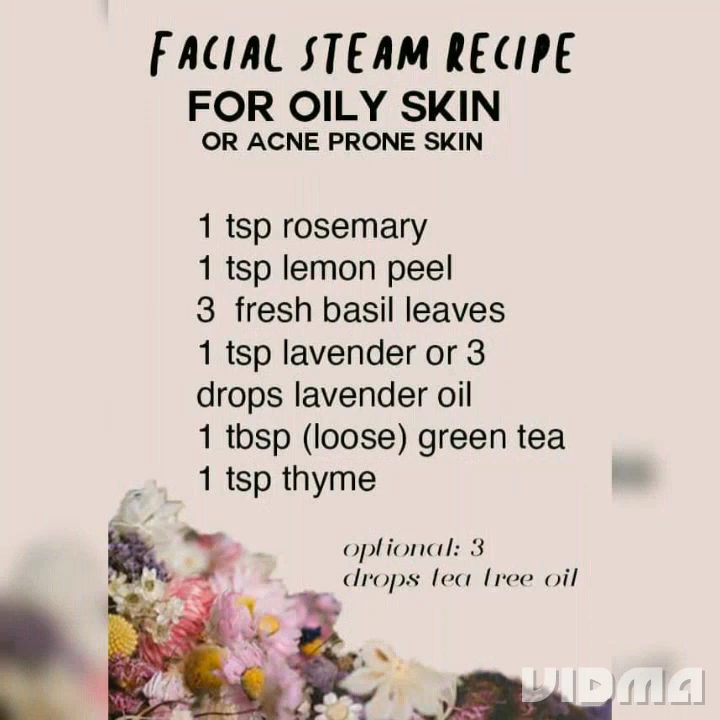 FACIAL STEAM RECIPE
FOR OILY SKIN
OR ACNE PRONE SKIN
1 tsp rosemary
1 tsp lemon peel
3 fresh basil leaves
1 tsp lavender or 3
drops lavender oil
1 tbsp (loose) green tea
1 tsp thyme
optional: 3
drops tea tree oil
VIDMA